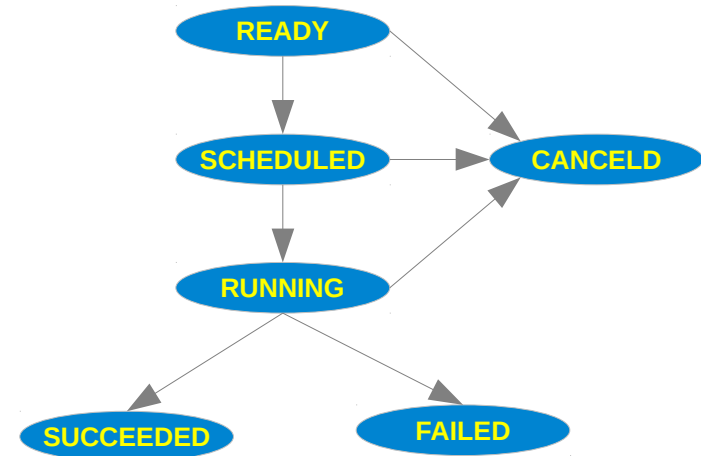 READY
SCHEDULED
CANCELD
RUNNING
SUCCEEDED
FAILED